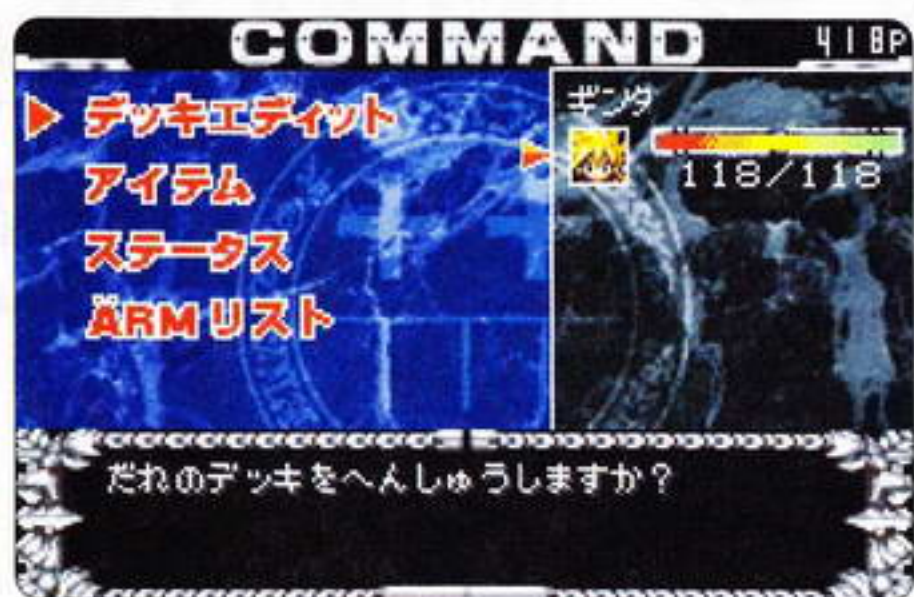 COMMAND
418P
デッキエディット
アイテム
ステータス
ÄRMリスト
ギンタ
118/118
だれのデッキをへんしゅうしますか？